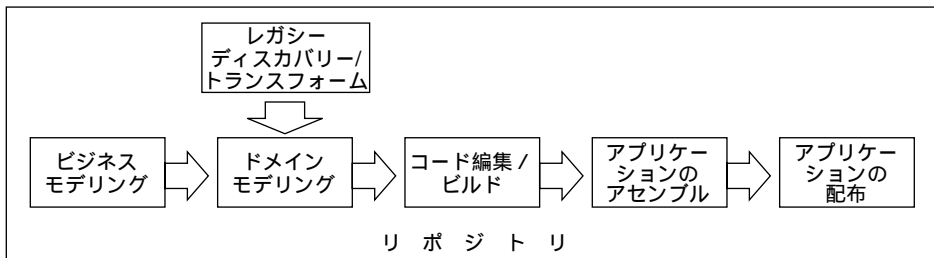 レガシー
ディスカバリー/
トランスフォーム
ビジネス
モデリング
ドメイン
モデリング
コード編集 /
ビルド
アプリケー
ションの
アセンブル
アプリケー
ションの
配布
リ ポ ジ ト リ